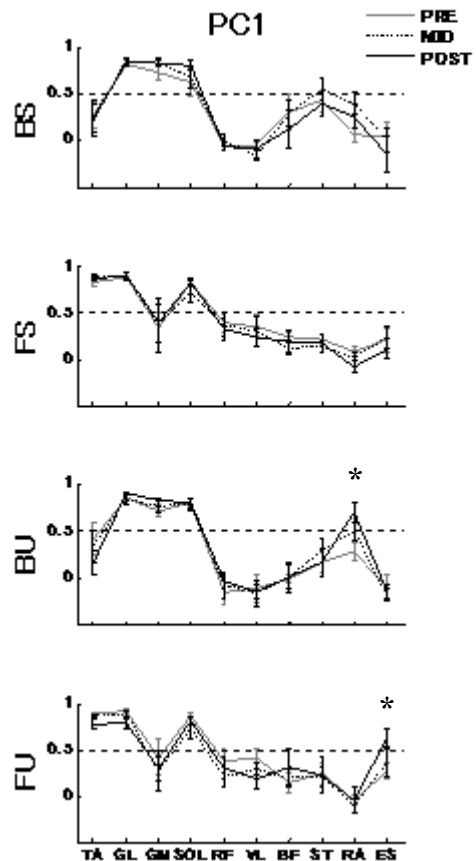 PC1
PRE
MID
POST
BS
1
0.5
0
FS
1
0.5
0
BU
1
0.5
0
*
FU
1
0.5
0
*
TA GL GM SOL RF VL BF ST RA ES